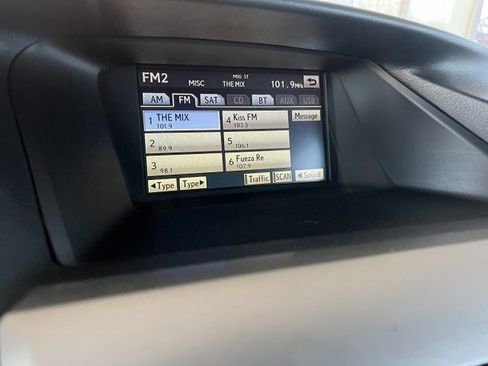 MSG ST
FM2 MISC THE MIX 101.9MHz
AM FM SAT CD BT AUX USB
1 THE MIX 101.9
4 Kiss FM 103.5
Message
2 89.9
5 106.1
3 98.1
6 Fueza Re 107.9
◀Type Type▶ Traffic SCAN Sound